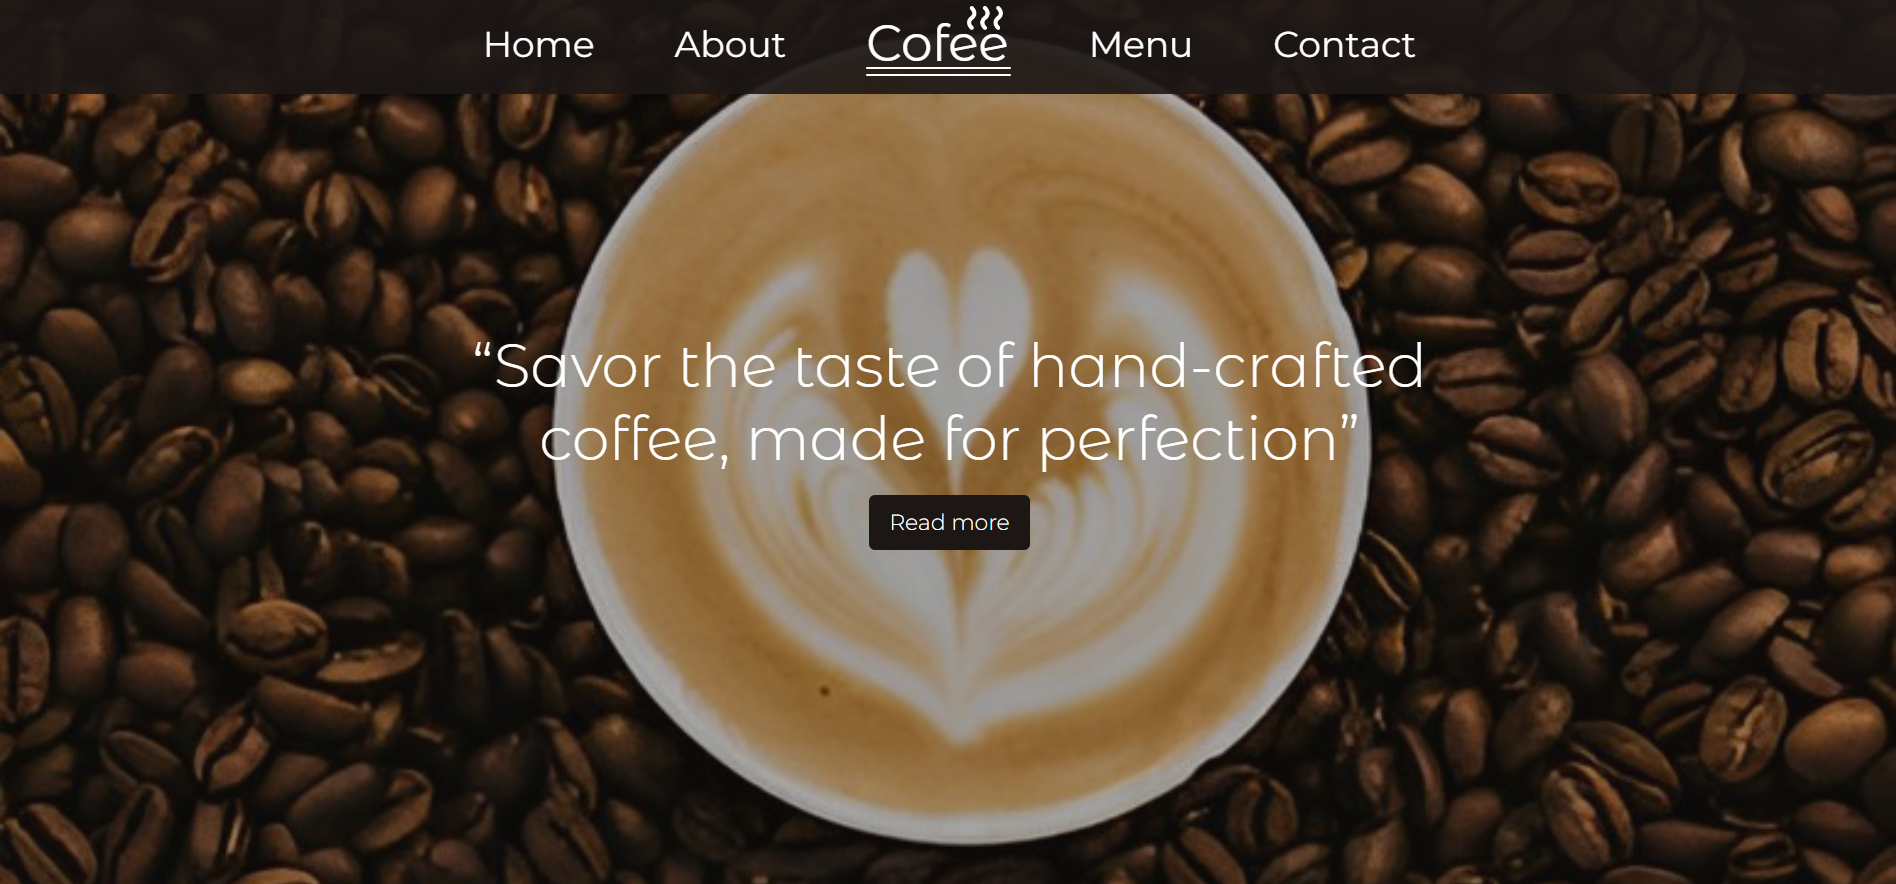 Home About Cofee Menu Contact
“Savor the taste of hand-crafted
coffee, made for perfection”
Read more